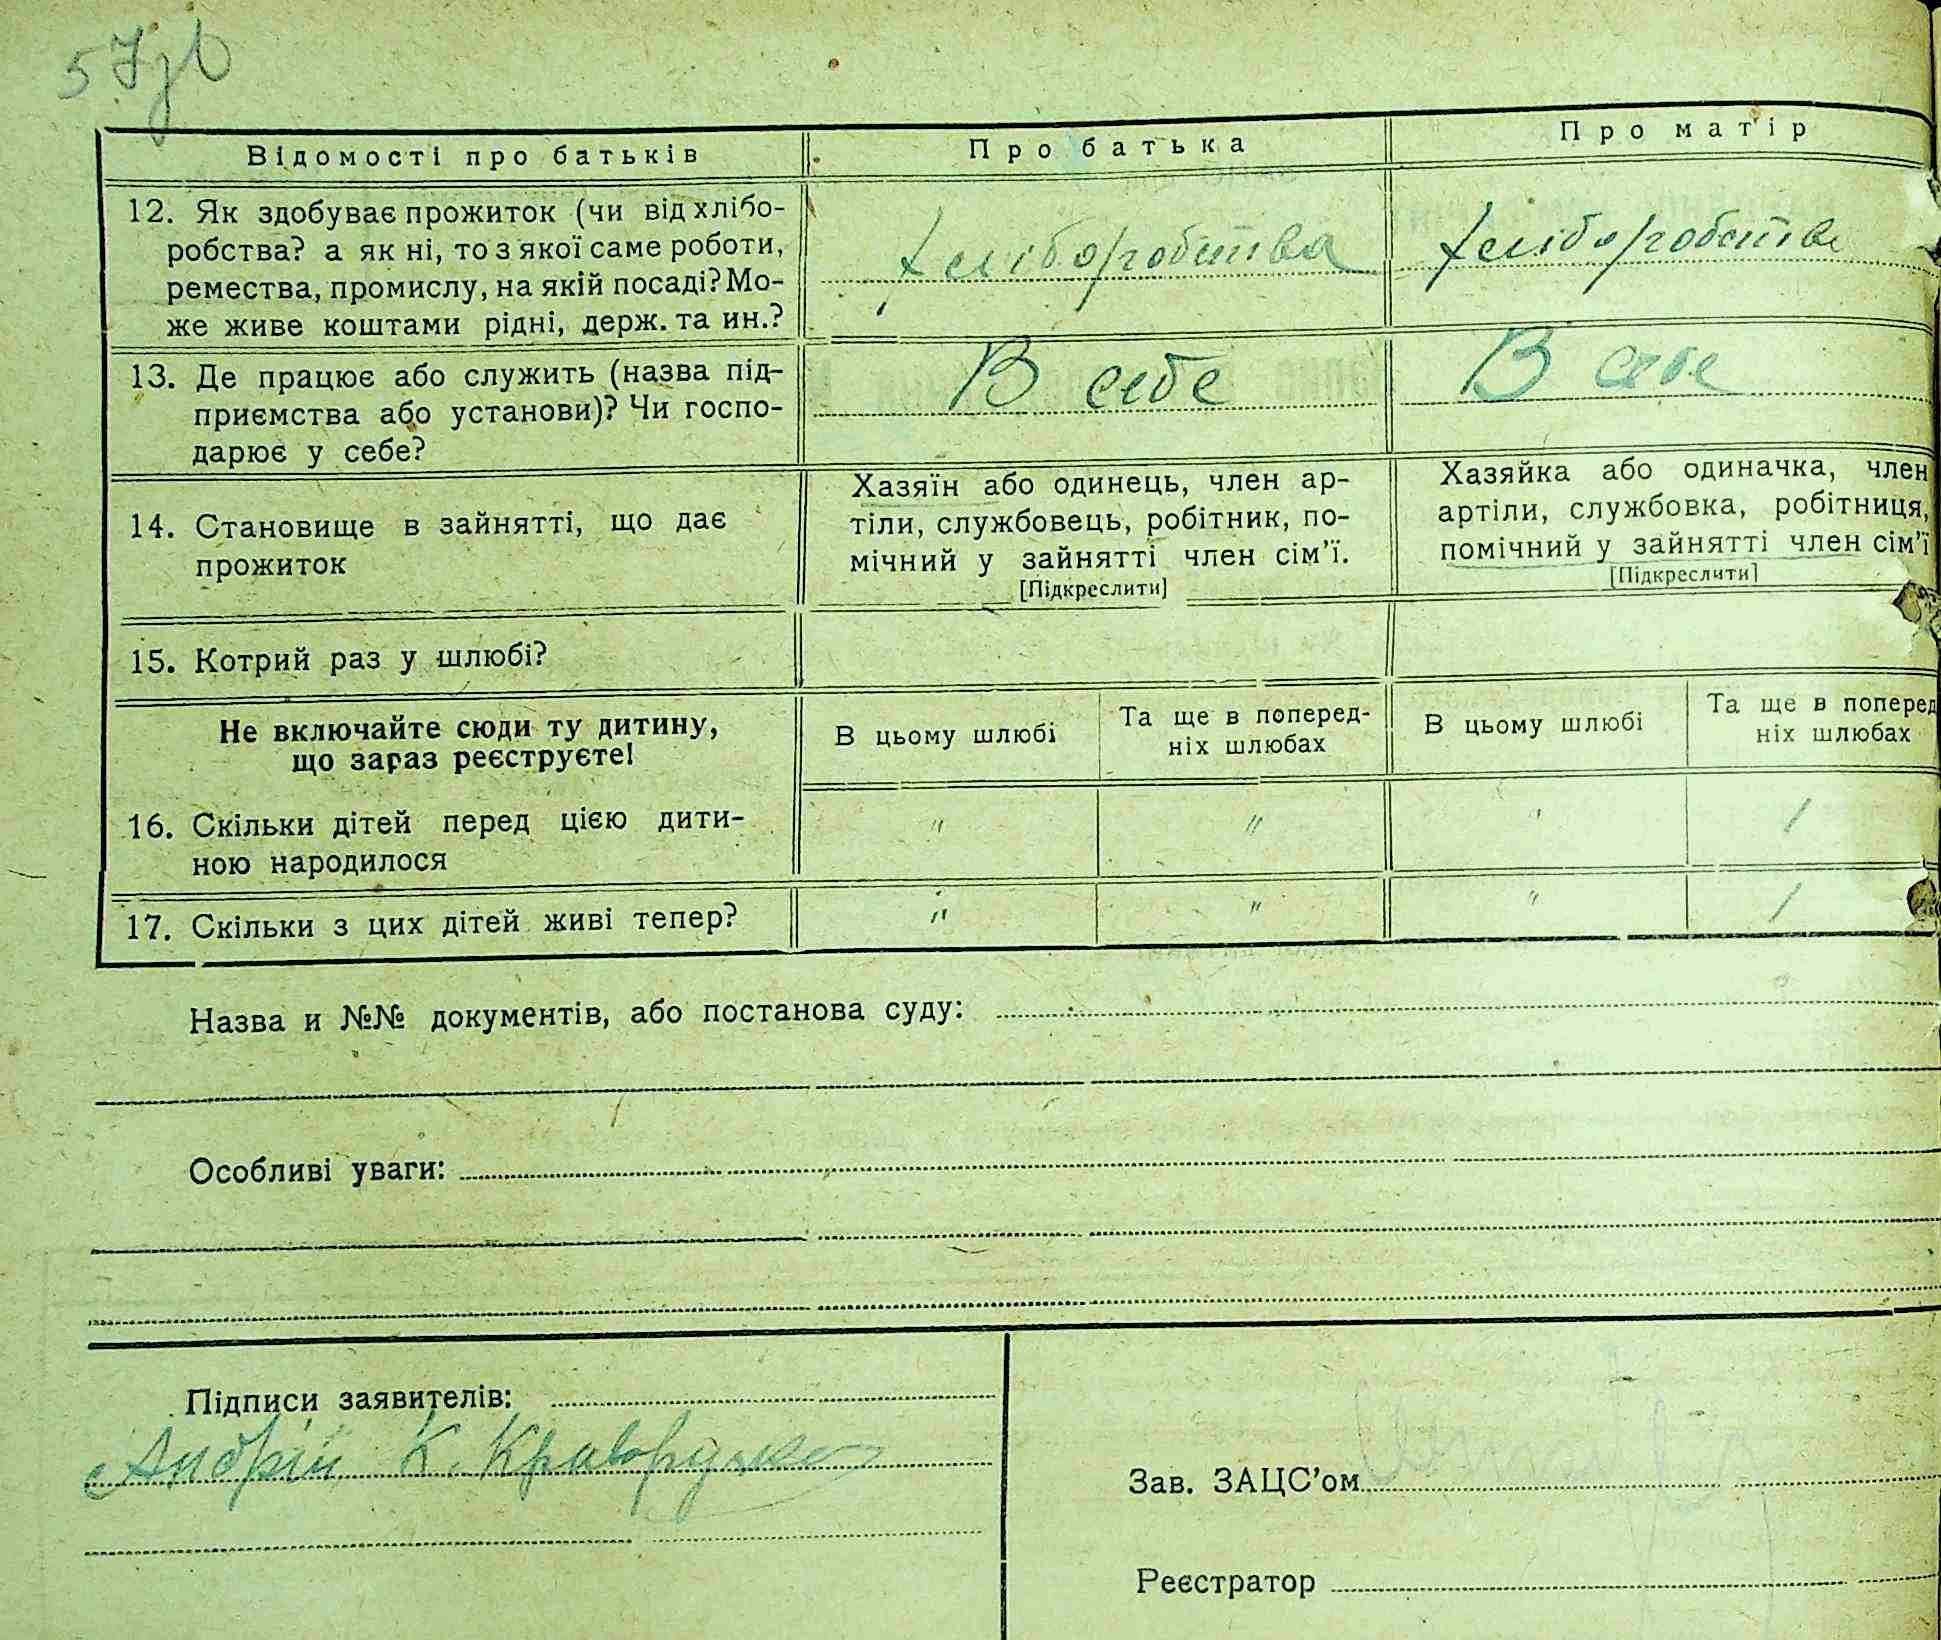 57зв
Відомості про батьків
Про батька
Про матір
12. Як здобуває прожиток (чи від хлібо-
робства? а як ні, то з якої саме роботи,
ремества, промислу, на якій посаді? Мо-
же живе коштами рідні, держ. та ин.?
хліборобства
хліборобства
13. Де працює або служить (назва під-
приємства або установи)? Чи госпо-
дарює у себе?
В себе
В себе
14. Становище в зайнятті, що дає
прожиток
Хазяїн або одинець, член ар-
тіли, службовець, робітник, по-
мічний у зайнятті член сім'ї.
[Підкреслити]
Хазяйка або одиначка, член
артіли, службовка, робітниця,
помічний у зайнятті член сім'ї
[Підкреслити]
15. Котрий раз у шлюбі?
Не включайте сюди ту дитину,
що зараз реєструєте!
В цьому шлюбі
Та ще в поперед-
ніх шлюбах
В цьому шлюбі
Та ще в поперед
ніх шлюбах
16. Скільки дітей перед цією дити-
ною народилося
" " " 1
17. Скільки з цих дітей живі тепер?
" " " 1
Назва и №№ документів, або постанова суду:
Особливі уваги:
Підписи заявителів:
Андрій К. Криворучко
Зав. ЗАЦС'ом
Реєстратор